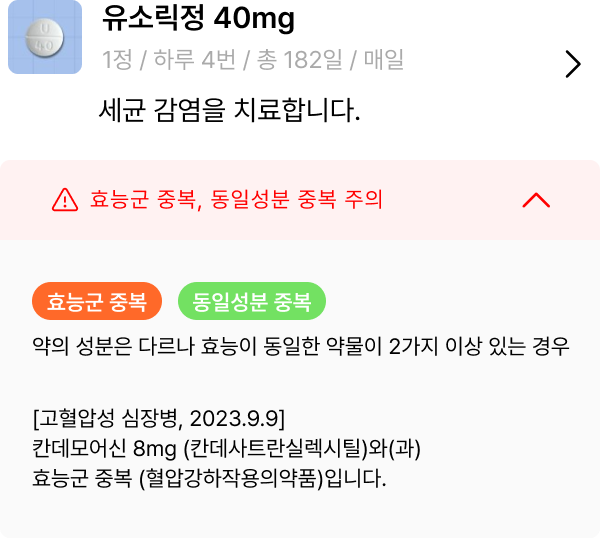 유소릭정 40mg
1정 / 하루 4번 / 총 182일 / 매일
세균 감염을 치료합니다.
효능군 중복, 동일성분 중복 주의
효능군 중복 동일성분 중복
약의 성분은 다르나 효능이 동일한 약물이 2가지 이상 있는 경우
[고혈압성 심장병, 2023.9.9]
칸데모어신 8mg (칸데사트란실렉시틸)와(과)
효능군 중복 (혈압강하작용의약품)입니다.